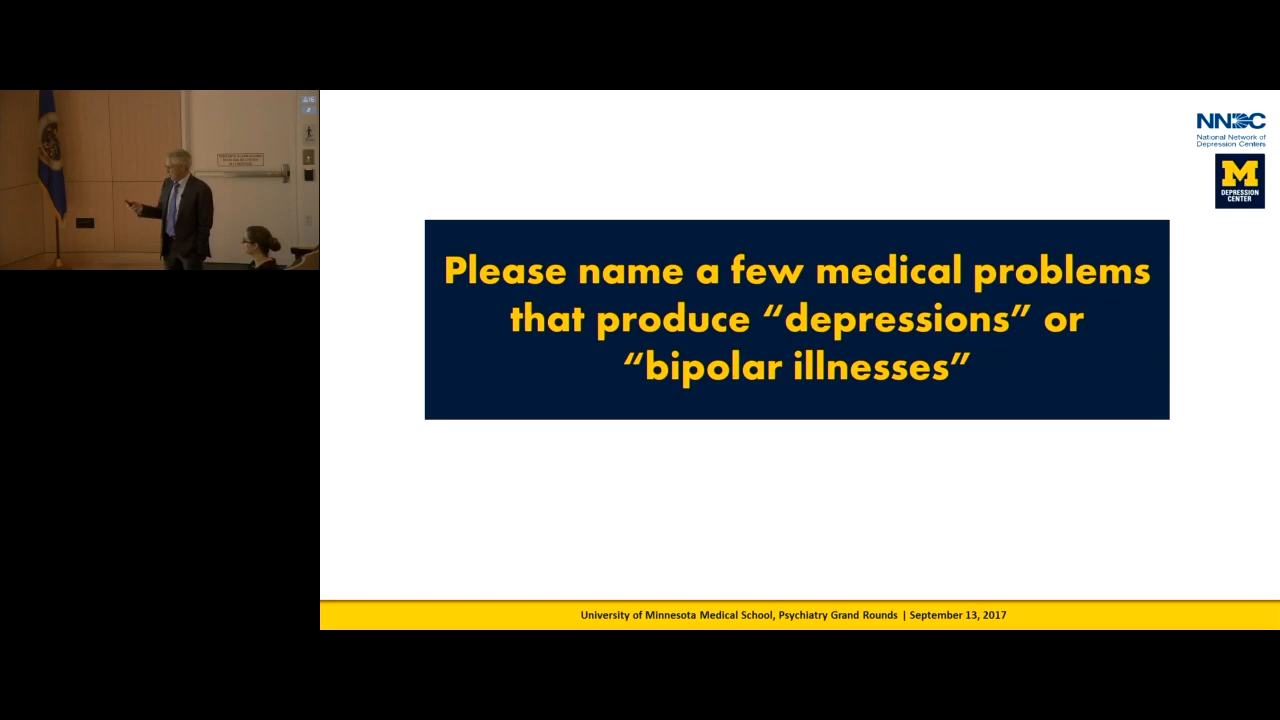 NNDC
National Network of
Depression Centers
M
DEPRESSION
CENTER
Please name a few medical problems
that produce “depressions” or
“bipolar illnesses”
University of Minnesota Medical School, Psychiatry Grand Rounds | September 13, 2017